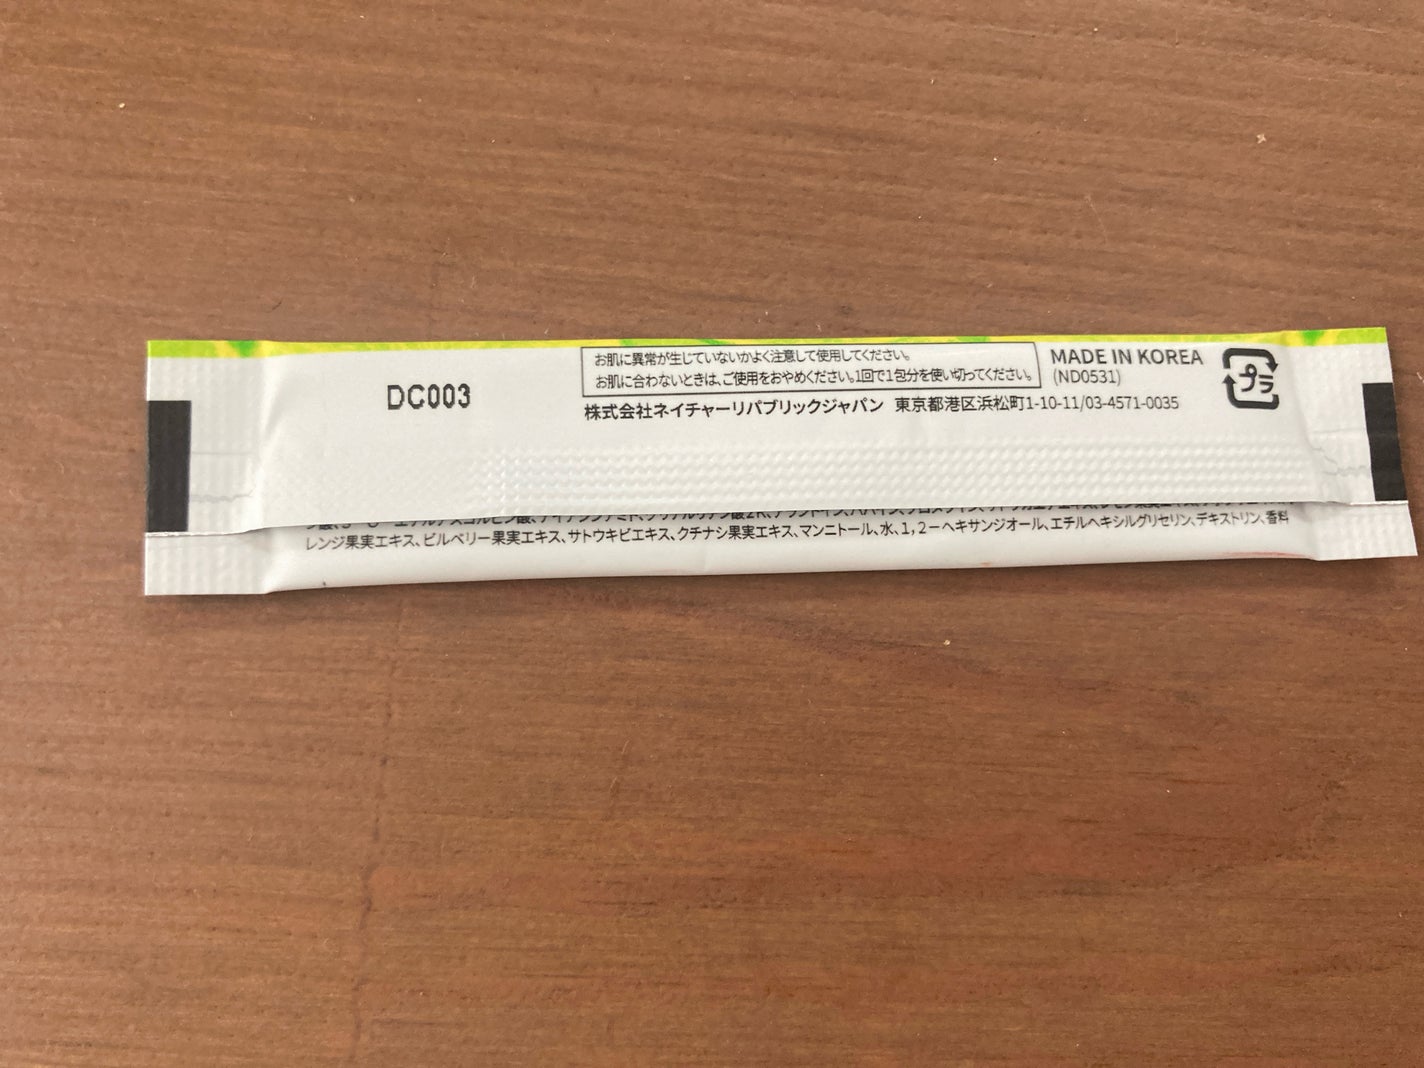 DC003
お肌に異常が生じていないかよく注意して使用してください。
お肌に合わないときは、ご使用をおやめください。1回で1包分を使い切ってください。
株式会社ネイチャーリパブリックジャパン 東京都港区浜松町1-10-11/03-4571-0035
MADE IN KOREA
(ND0531)
プラ
レンジ果実エキス、ビルベリー果実エキス、サトウキビエキス、クチナシ果実エキス、マンニトール、水、1,2-ヘキサンジオール、エチルヘキシルグリセリン、デキストリン、香料